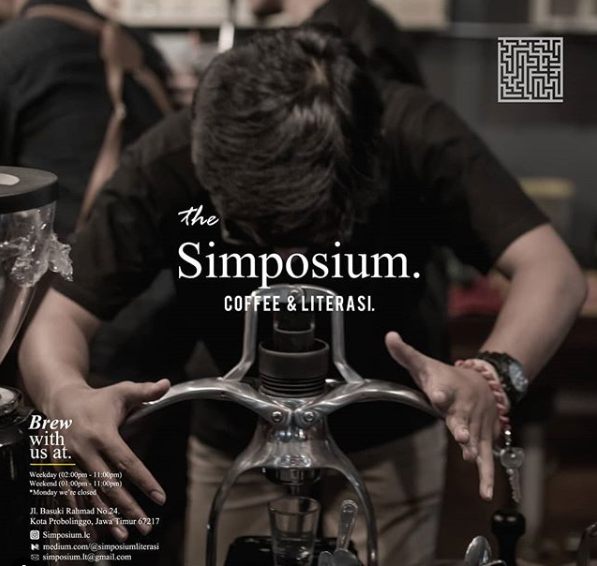 the
Simposium.
COFFEE & LITERASI.
Brew
with
us at.
Weekday (02:00pm - 11:00pm)
Weekend (01:00pm - 11:00pm)
*Monday we're closed
Jl. Basuki Rahmad No.24.
Kota Probolinggo, Jawa Timur 67217
Simposium.lc
medium.com/@simposiumliterasi
simposium.lt@gmail.com